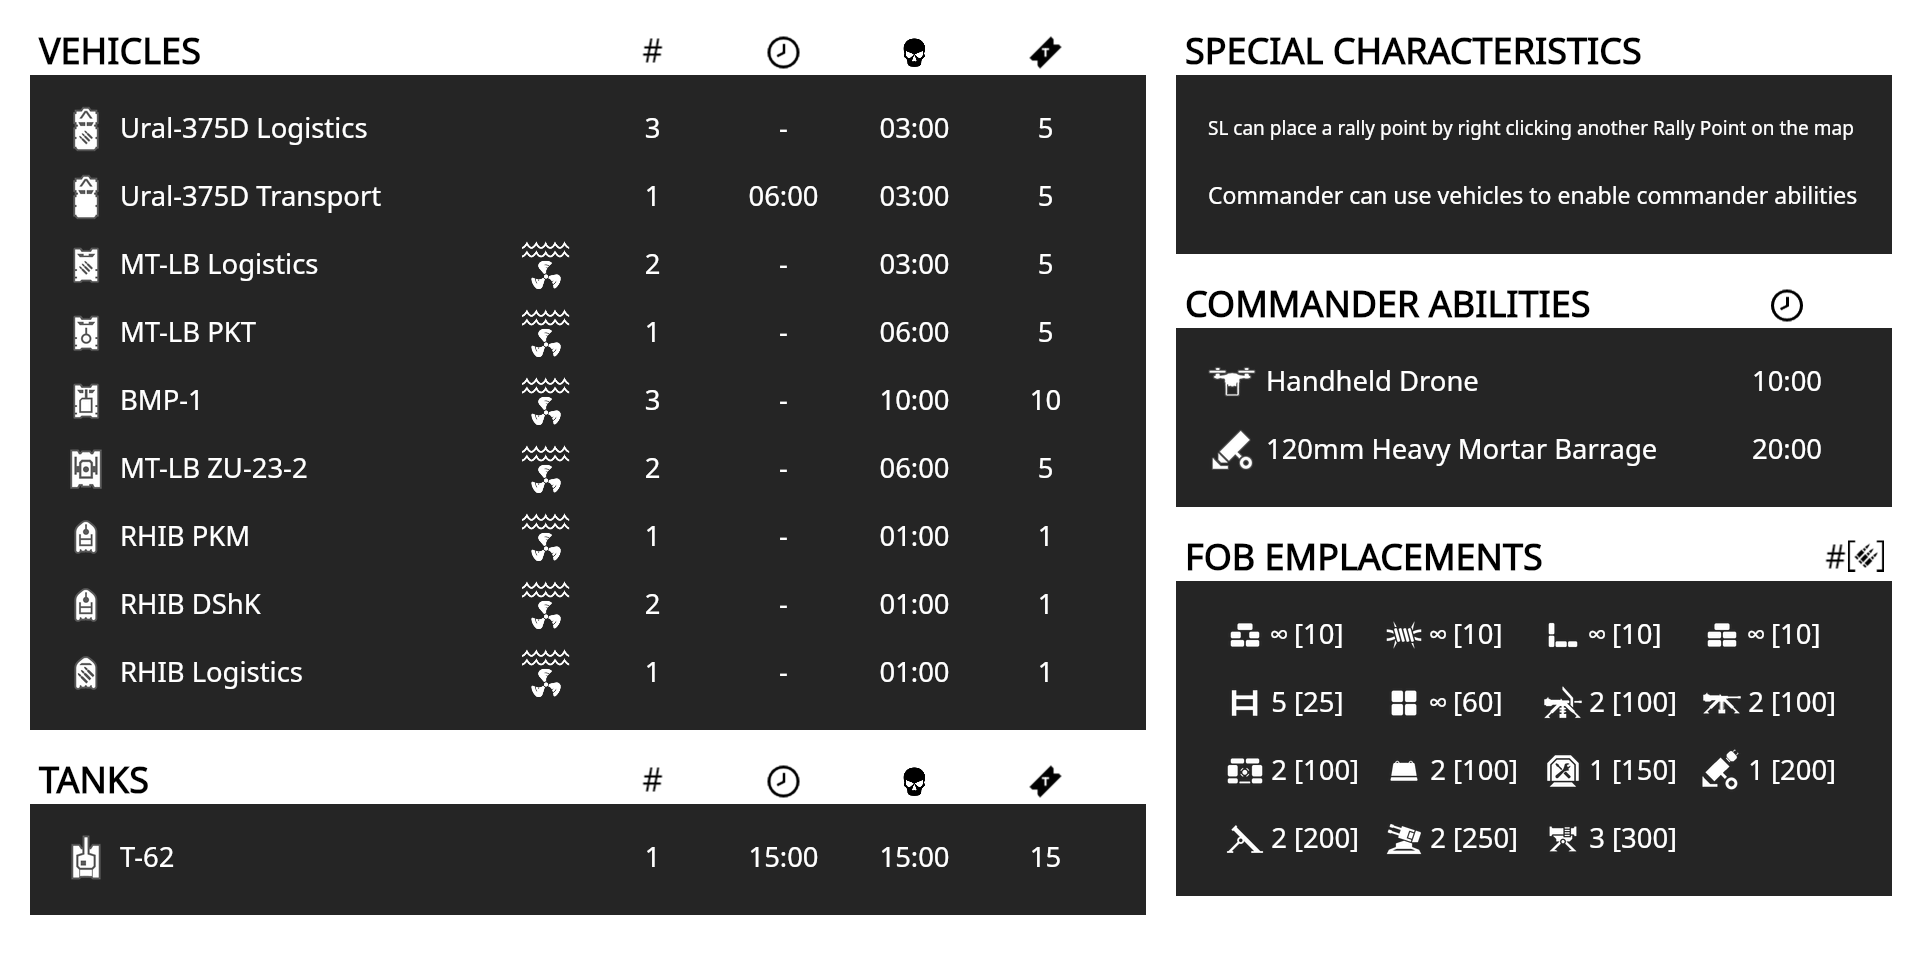 VEHICLES #
Ural-375D Logistics 3 - 03:00 5
Ural-375D Transport 1 06:00 03:00 5
MT-LB Logistics 2 - 03:00 5
MT-LB PKT 1 - 06:00 5
BMP-1 3 - 10:00 10
MT-LB ZU-23-2 2 - 06:00 5
RHIB PKM 1 - 01:00 1
RHIB DShK 2 - 01:00 1
RHIB Logistics 1 - 01:00 1
TANKS #
T-62 1 15:00 15:00 15
SPECIAL CHARACTERISTICS
SL can place a rally point by right clicking another Rally Point on the map
Commander can use vehicles to enable commander abilities
COMMANDER ABILITIES
Handheld Drone 10:00
120mm Heavy Mortar Barrage 20:00
FOB EMPLACEMENTS #[ ]
∞ [10] ∞ [10] ∞ [10] ∞ [10]
5 [25] ∞ [60] 2 [100] 2 [100]
2 [100] 2 [100] 1 [150] 1 [200]
2 [200] 2 [250] 3 [300]